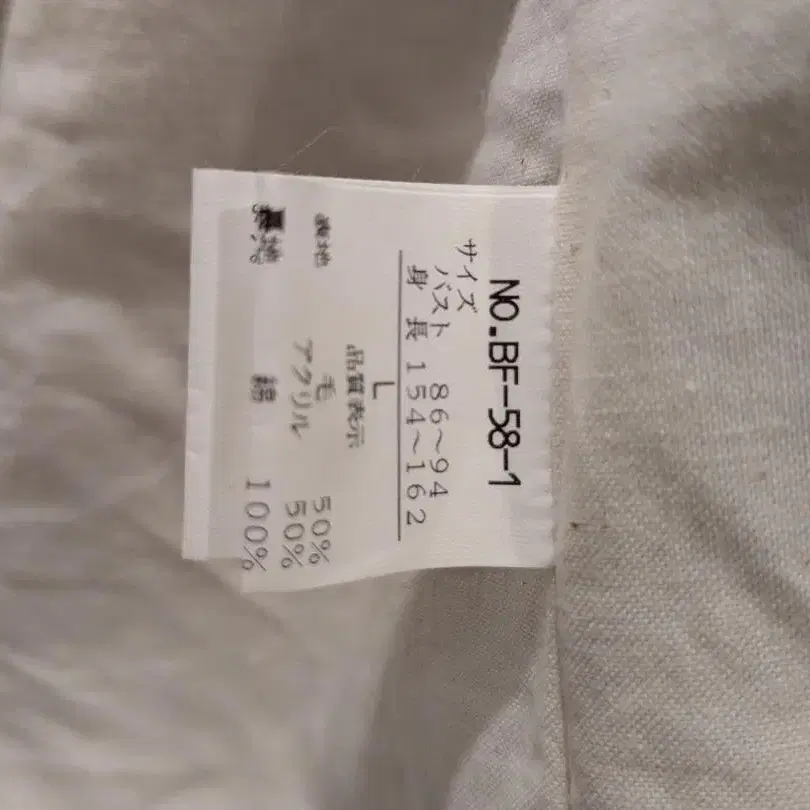 NO.BF-58-1
サイズ
バスト 86～94
身長 154～162
L
品質表示
表地 毛 50%
アクリル 50%
裏地 綿 100%